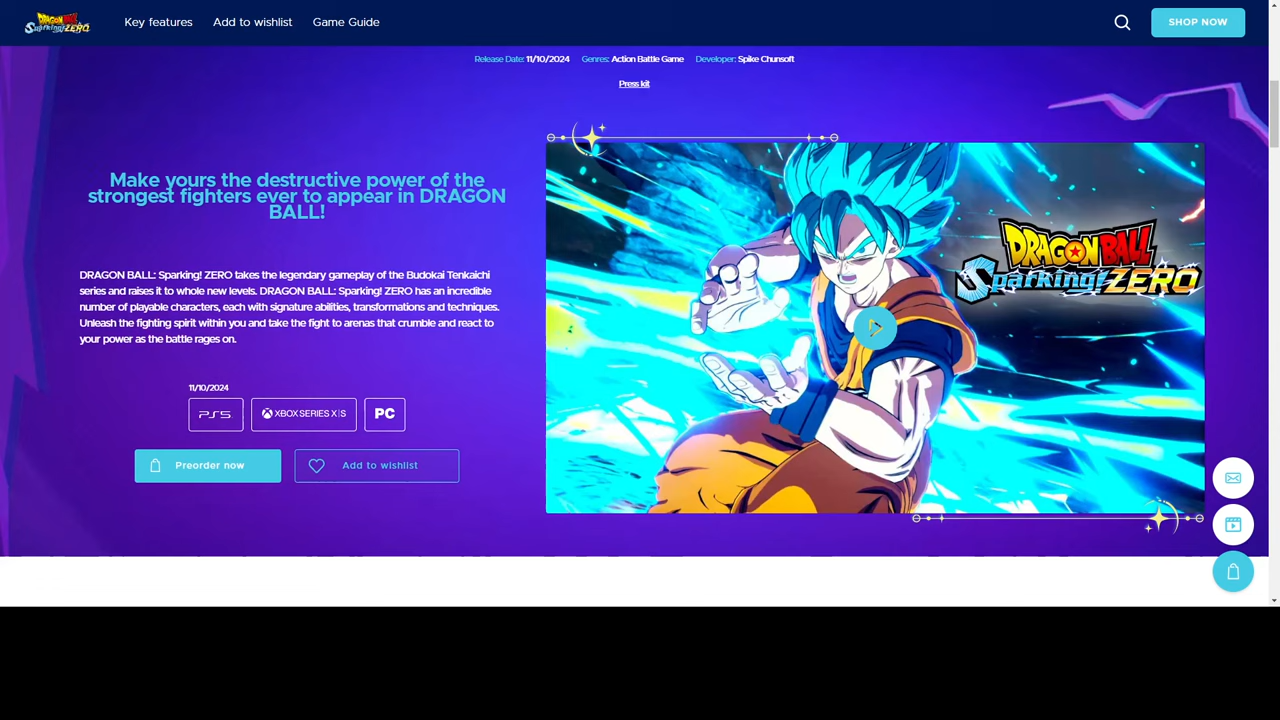 DRAGON BALL Sparking! ZERO
Key features
Add to wishlist
Game Guide
SHOP NOW
Release Date: 11/10/2024 Genres: Action Battle Game Developer: Spike Chunsoft
Press kit
Make yours the destructive power of the
strongest fighters ever to appear in DRAGON
BALL!
DRAGON BALL: Sparking! ZERO takes the legendary gameplay of the Budokai Tenkaichi
series and raises it to whole new levels. DRAGON BALL: Sparking! ZERO has an incredible
number of playable characters, each with signature abilities, transformations and techniques.
Unleash the fighting spirit within you and take the fight to arenas that crumble and react to
your power as the battle rages on.
11/10/2024
PS5
XBOX SERIES X|S
PC
Preorder now
Add to wishlist
DRAGON BALL
Sparking! ZERO